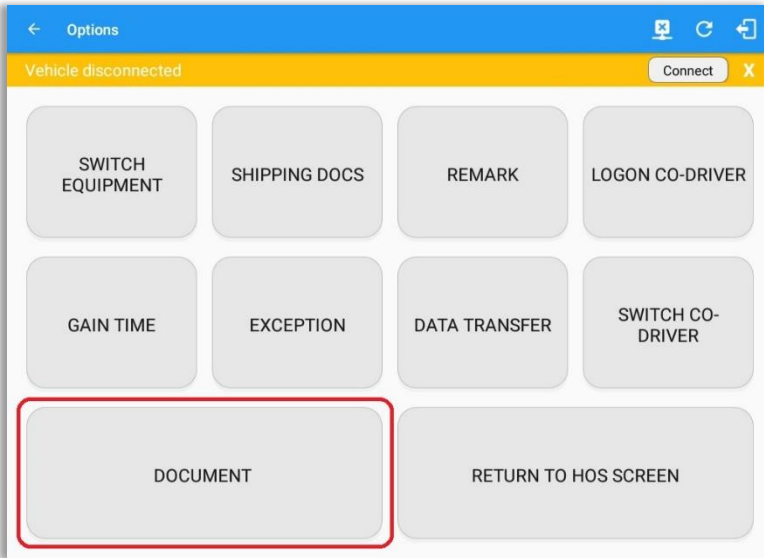 Options
Vehicle disconnected
Connect
X
SWITCH
EQUIPMENT
SHIPPING DOCS
REMARK
LOGON CO-DRIVER
GAIN TIME
EXCEPTION
DATA TRANSFER
SWITCH CO-
DRIVER
DOCUMENT
RETURN TO HOS SCREEN